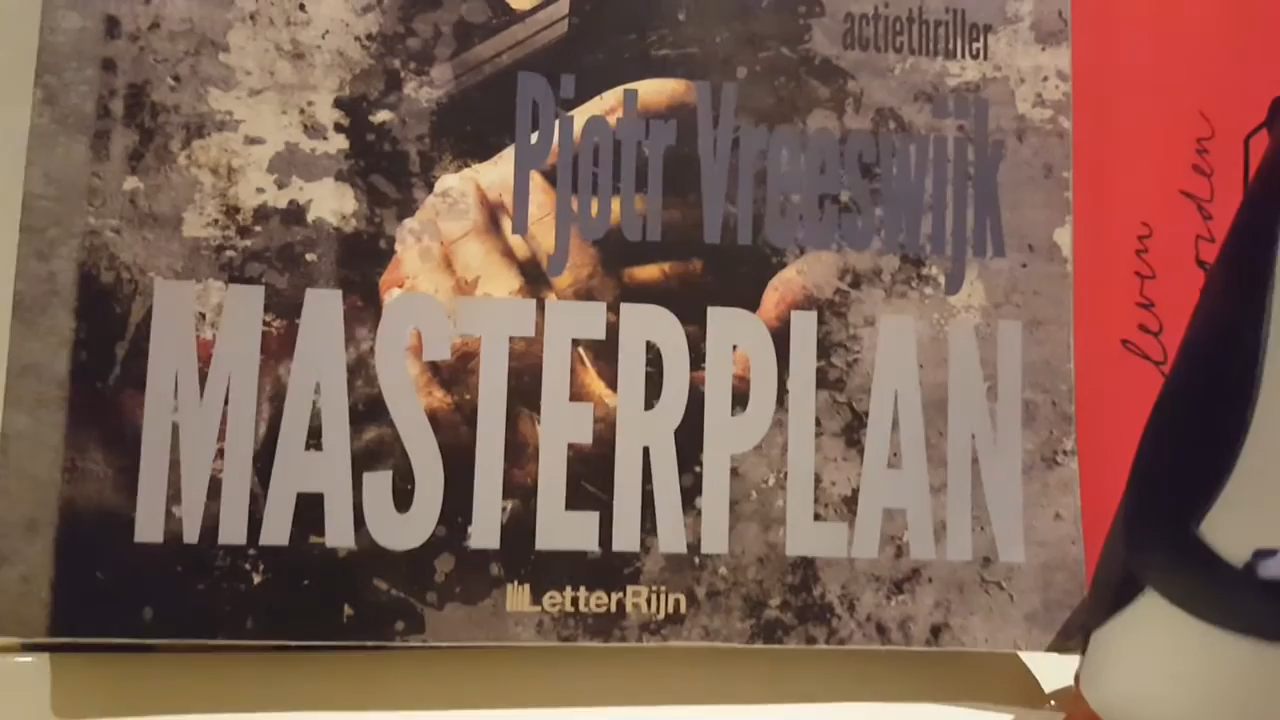 actiethriller
Pjotr Vreeswijk
MASTERPLAN
LetterRijn
leven